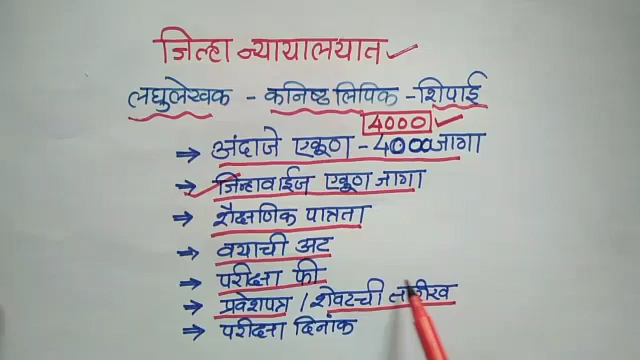 जिल्हा न्यायालयात
लघुलेखक - कनिष्ठ लिपिक - शिपाई
4000
अंदाजे एकूण - 4000 जागा
जिल्हावाईज एकूण जागा
शैक्षणिक पात्रता
वयाची अट
परीक्षा फी
प्रवेशपत्र / शेवटची तारीख
परीक्षा दिनांक